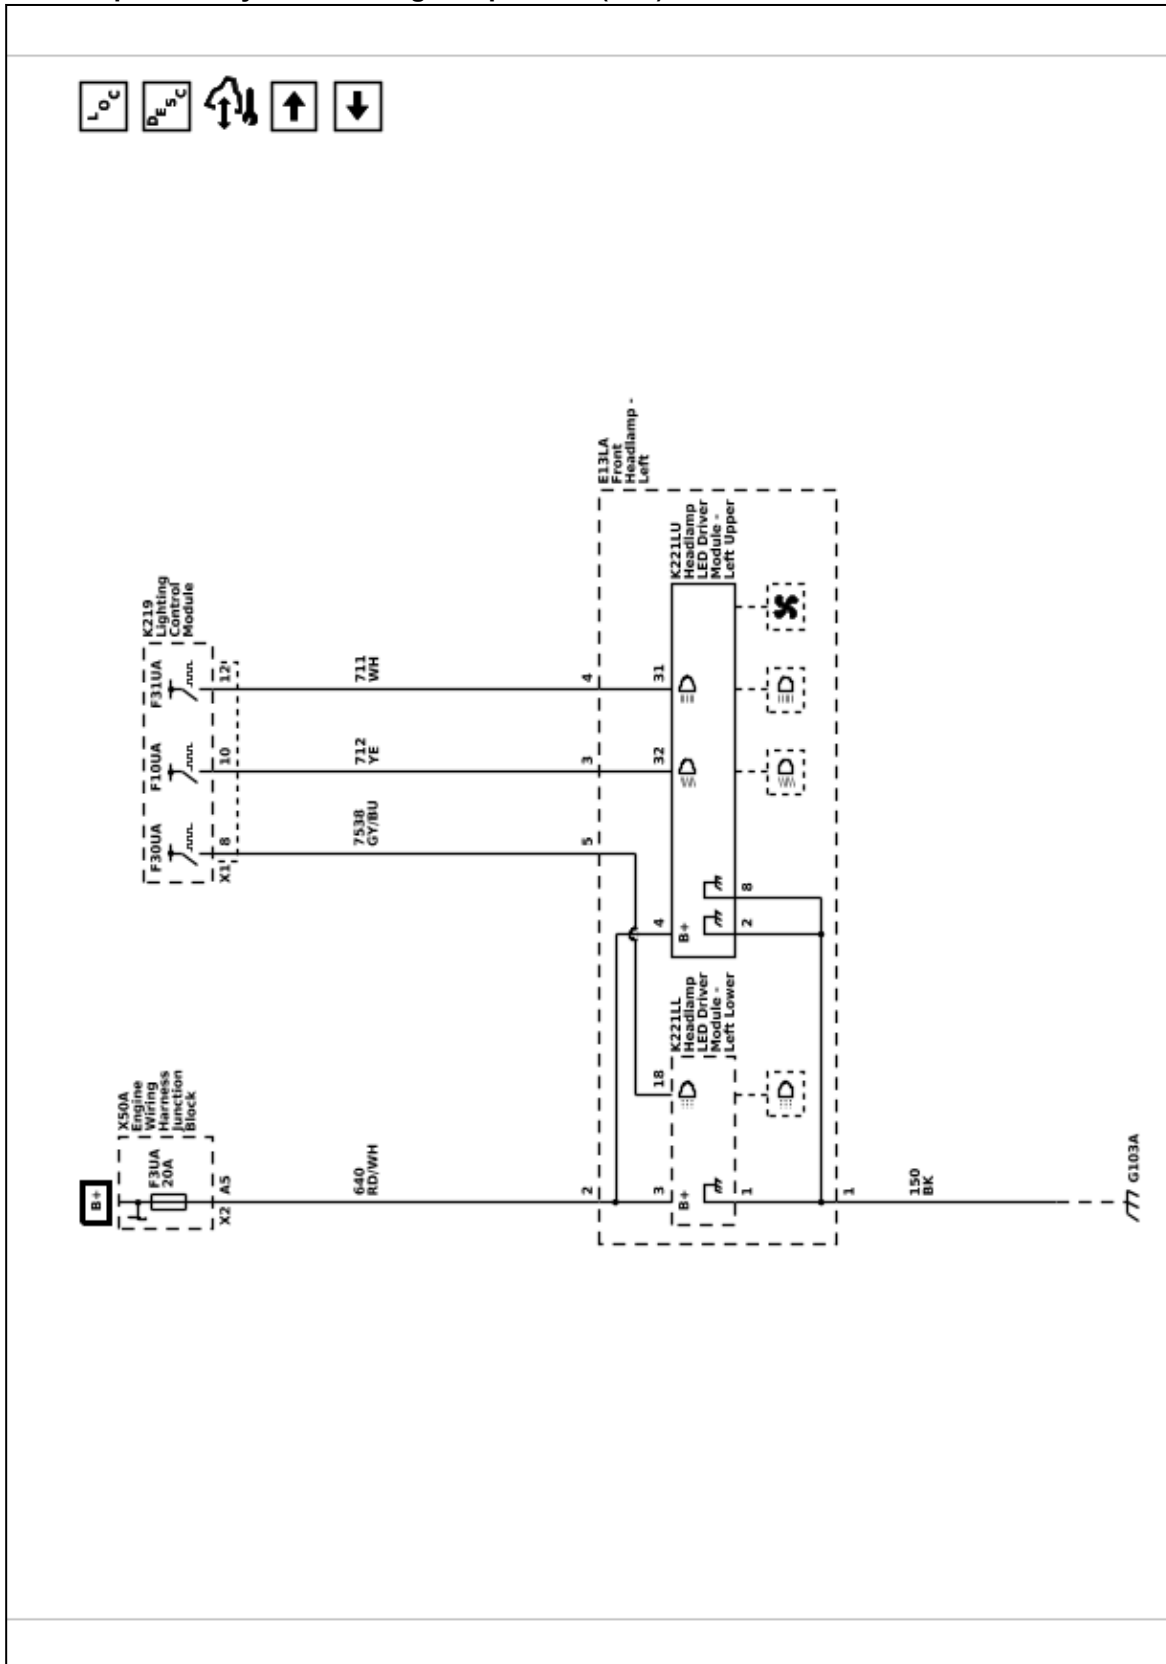 LOC
DESC
B+
X50A
Engine
Wiring
Harness
Junction
Block
F3UA
20A
X2
A5
640
RD/WH
K219
Lighting
Control
Module
F30UA
F10UA
F31UA
X1
8
10
12
7538
GY/BU
712
YE
711
WH
E13LA
Front
Headlamp -
Left
2
5
3
4
K221LL
Headlamp
LED Driver
Module -
Left Lower
3
18
B+
1
K221LU
Headlamp
LED Driver
Module -
Left Upper
4
32
31
B+
2
8
1
150
BK
G103A